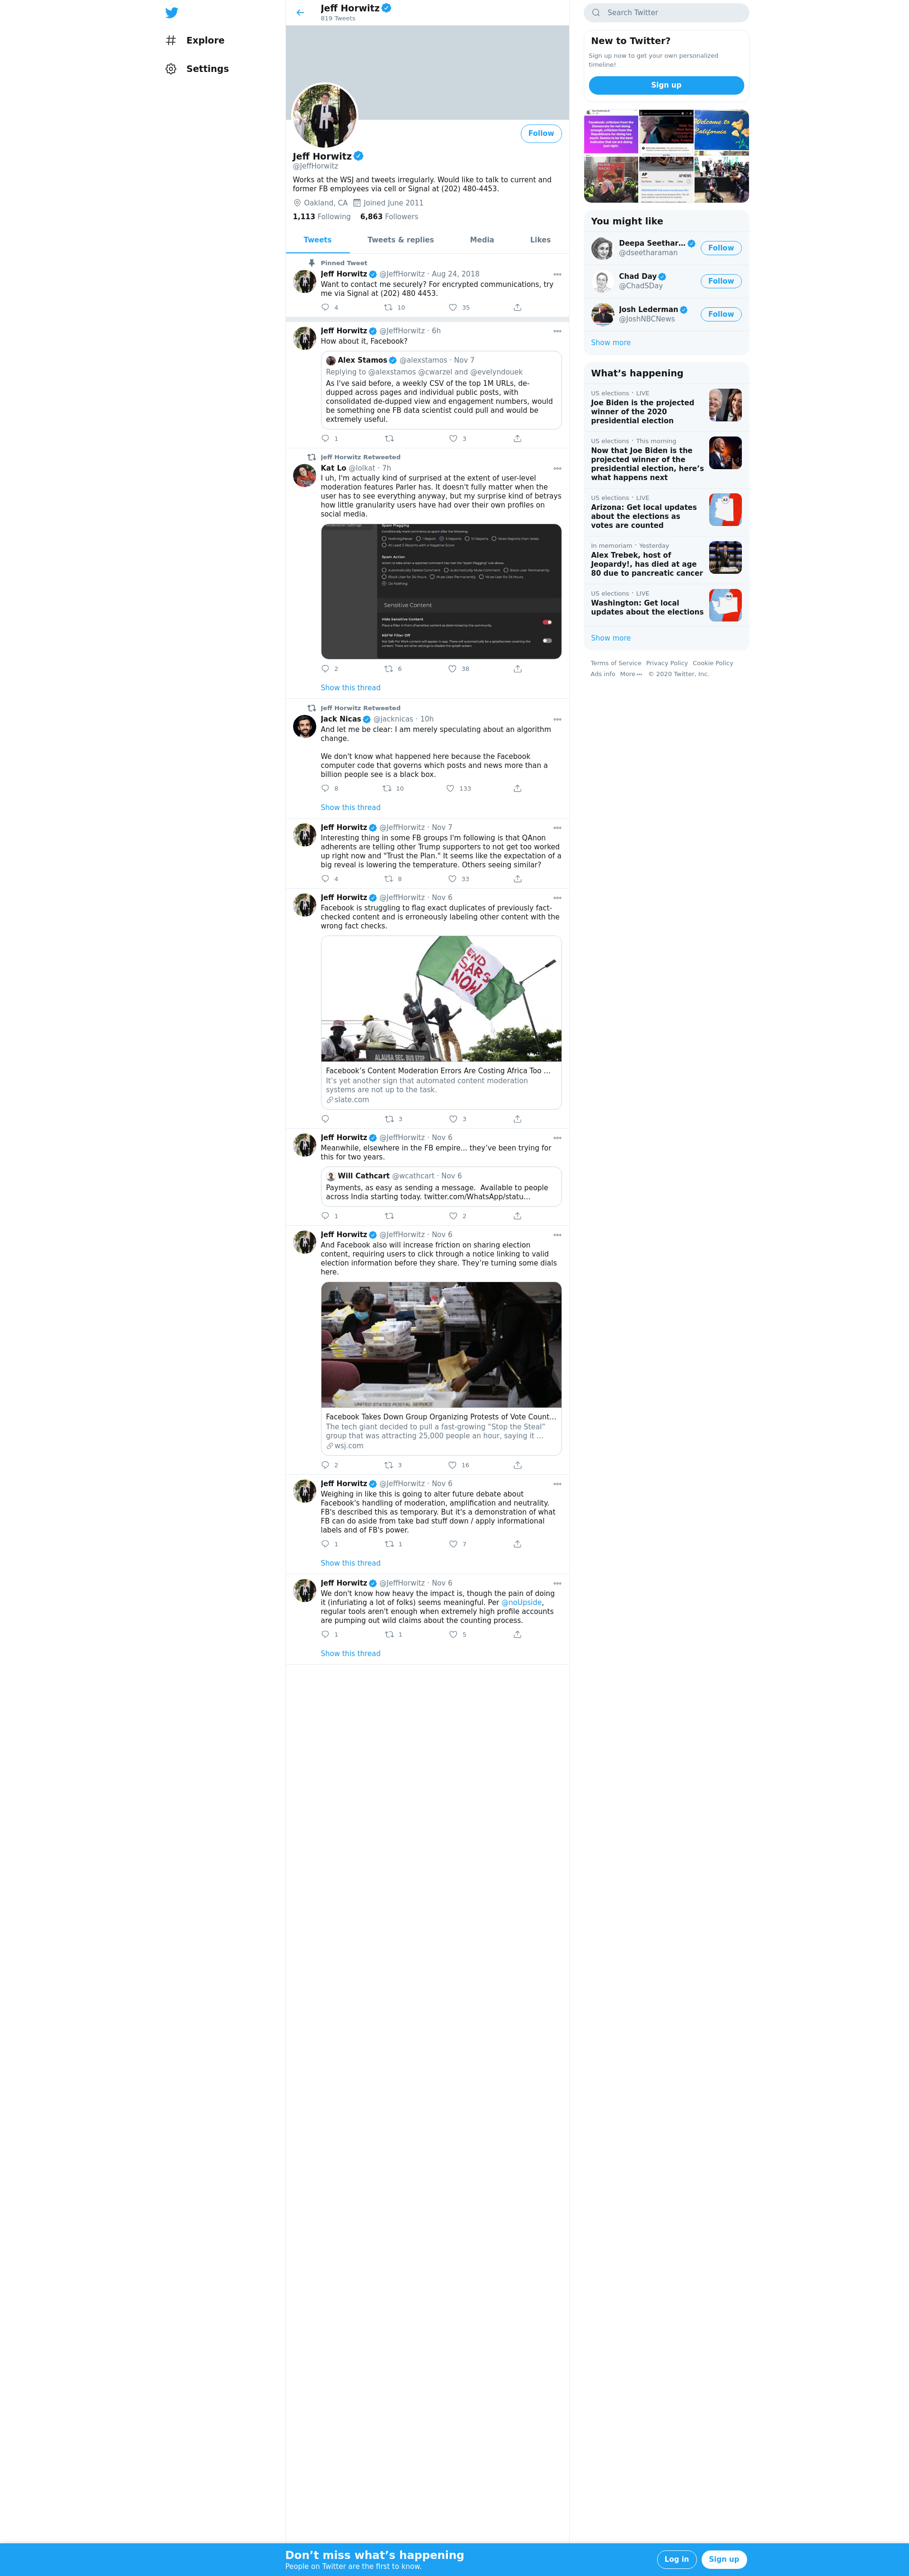 Explore
Settings
Jeff Horwitz
819 Tweets
Follow
Jeff Horwitz
@JeffHorwitz
Works at the WSJ and tweets irregularly. Would like to talk to current and
former FB employees via cell or Signal at (202) 480-4453.
Oakland, CA Joined June 2011
1,113 Following 6,863 Followers
Tweets Tweets & replies Media Likes
Pinned Tweet
Jeff Horwitz @JeffHorwitz · Aug 24, 2018
Want to contact me securely? For encrypted communications, try
me via Signal at (202) 480 4453.
4 10 35
Jeff Horwitz @JeffHorwitz · 6h
How about it, Facebook?
Alex Stamos @alexstamos · Nov 7
Replying to @alexstamos @cwarzel and @evelyndouek
As I've said before, a weekly CSV of the top 1M URLs, de-
dupped across pages and individual public posts, with
consolidated de-dupped view and engagement numbers, would
be something one FB data scientist could pull and would be
extremely useful.
1 3
Jeff Horwitz Retweeted
Kat Lo @lolkat · 7h
I uh, I'm actually kind of surprised at the extent of user-level
moderation features Parler has. It doesn't fully matter when the
user has to see everything anyway, but my surprise kind of betrays
how little granularity users have had over their own profiles on
social media.
Spam Flagging
Spam Action
Do Nothing
Sensitive Content
Hide Sensitive Content
NSFW Filter Off
2 6 38
Show this thread
Jeff Horwitz Retweeted
Jack Nicas @jacknicas · 10h
And let me be clear: I am merely speculating about an algorithm
change.
We don't know what happened here because the Facebook
computer code that governs which posts and news more than a
billion people see is a black box.
8 10 133
Show this thread
Jeff Horwitz @JeffHorwitz · Nov 7
Interesting thing in some FB groups I'm following is that QAnon
adherents are telling other Trump supporters to not get too worked
up right now and "Trust the Plan." It seems like the expectation of a
big reveal is lowering the temperature. Others seeing similar?
4 8 33
Jeff Horwitz @JeffHorwitz · Nov 6
Facebook is struggling to flag exact duplicates of previously fact-
checked content and is erroneously labeling other content with the
wrong fact checks.
END
SARS
NOW
ALAUSA SEC. BUS STOP
Facebook's Content Moderation Errors Are Costing Africa Too ...
It's yet another sign that automated content moderation
systems are not up to the task.
slate.com
3 3
Jeff Horwitz @JeffHorwitz · Nov 6
Meanwhile, elsewhere in the FB empire... they've been trying for
this for two years.
Will Cathcart @wcathcart · Nov 6
Payments, as easy as sending a message. Available to people
across India starting today. twitter.com/WhatsApp/statu...
1 2
Jeff Horwitz @JeffHorwitz · Nov 6
And Facebook also will increase friction on sharing election
content, requiring users to click through a notice linking to valid
election information before they share. They're turning some dials
here.
UNITED STATES POSTAL SERVICE
Facebook Takes Down Group Organizing Protests of Vote Count...
The tech giant decided to pull a fast-growing "Stop the Steal"
group that was attracting 25,000 people an hour, saying it ...
wsj.com
2 3 16
Jeff Horwitz @JeffHorwitz · Nov 6
Weighing in like this is going to alter future debate about
Facebook's handling of moderation, amplification and neutrality.
FB's described this as temporary. But it's a demonstration of what
FB can do aside from take bad stuff down / apply informational
labels and of FB's power.
1 1 7
Show this thread
Jeff Horwitz @JeffHorwitz · Nov 6
We don't know how heavy the impact is, though the pain of doing
it (infuriating a lot of folks) seems meaningful. Per @noUpside,
regular tools aren't enough when extremely high profile accounts
are pumping out wild claims about the counting process.
1 1 5
Show this thread
Search Twitter
New to Twitter?
Sign up now to get your own personalized
timeline!
Sign up
Welcome to
California
AP
You might like
Deepa Seethar...
@dseetharaman
Follow
Chad Day
@ChadSDay
Follow
Josh Lederman
@JoshNBCNews
Follow
Show more
What's happening
US elections · LIVE
Joe Biden is the projected
winner of the 2020
presidential election
US elections · This morning
Now that Joe Biden is the
projected winner of the
presidential election, here's
what happens next
US elections · LIVE
Arizona: Get local updates
about the elections as
votes are counted
In memoriam · Yesterday
Alex Trebek, host of
Jeopardy!, has died at age
80 due to pancreatic cancer
US elections · LIVE
Washington: Get local
updates about the elections
Show more
Terms of Service Privacy Policy Cookie Policy
Ads info More ··· © 2020 Twitter, Inc.
Don't miss what's happening
People on Twitter are the first to know.
Log in
Sign up